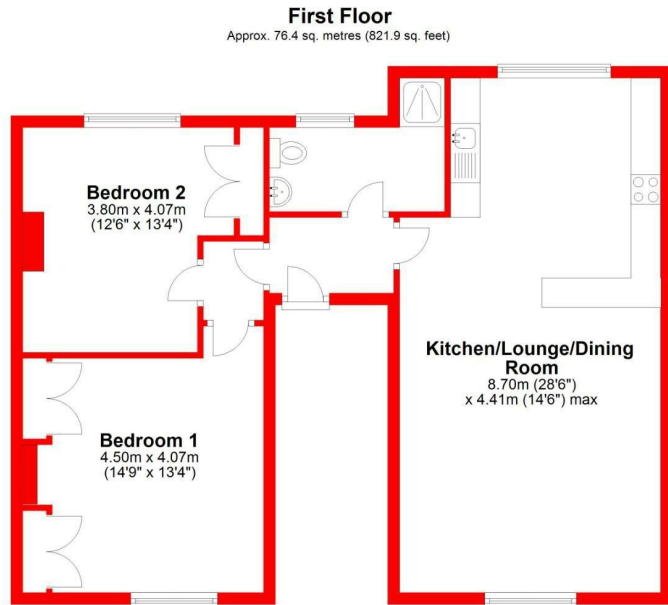 First Floor
Approx. 76.4 sq. metres (821.9 sq. feet)
Bedroom 2
3.80m x 4.07m
(12'6" x 13'4")
Kitchen/Lounge/Dining
Room
8.70m (28'6")
x 4.41m (14'6") max
Bedroom 1
4.50m x 4.07m
(14'9" x 13'4")